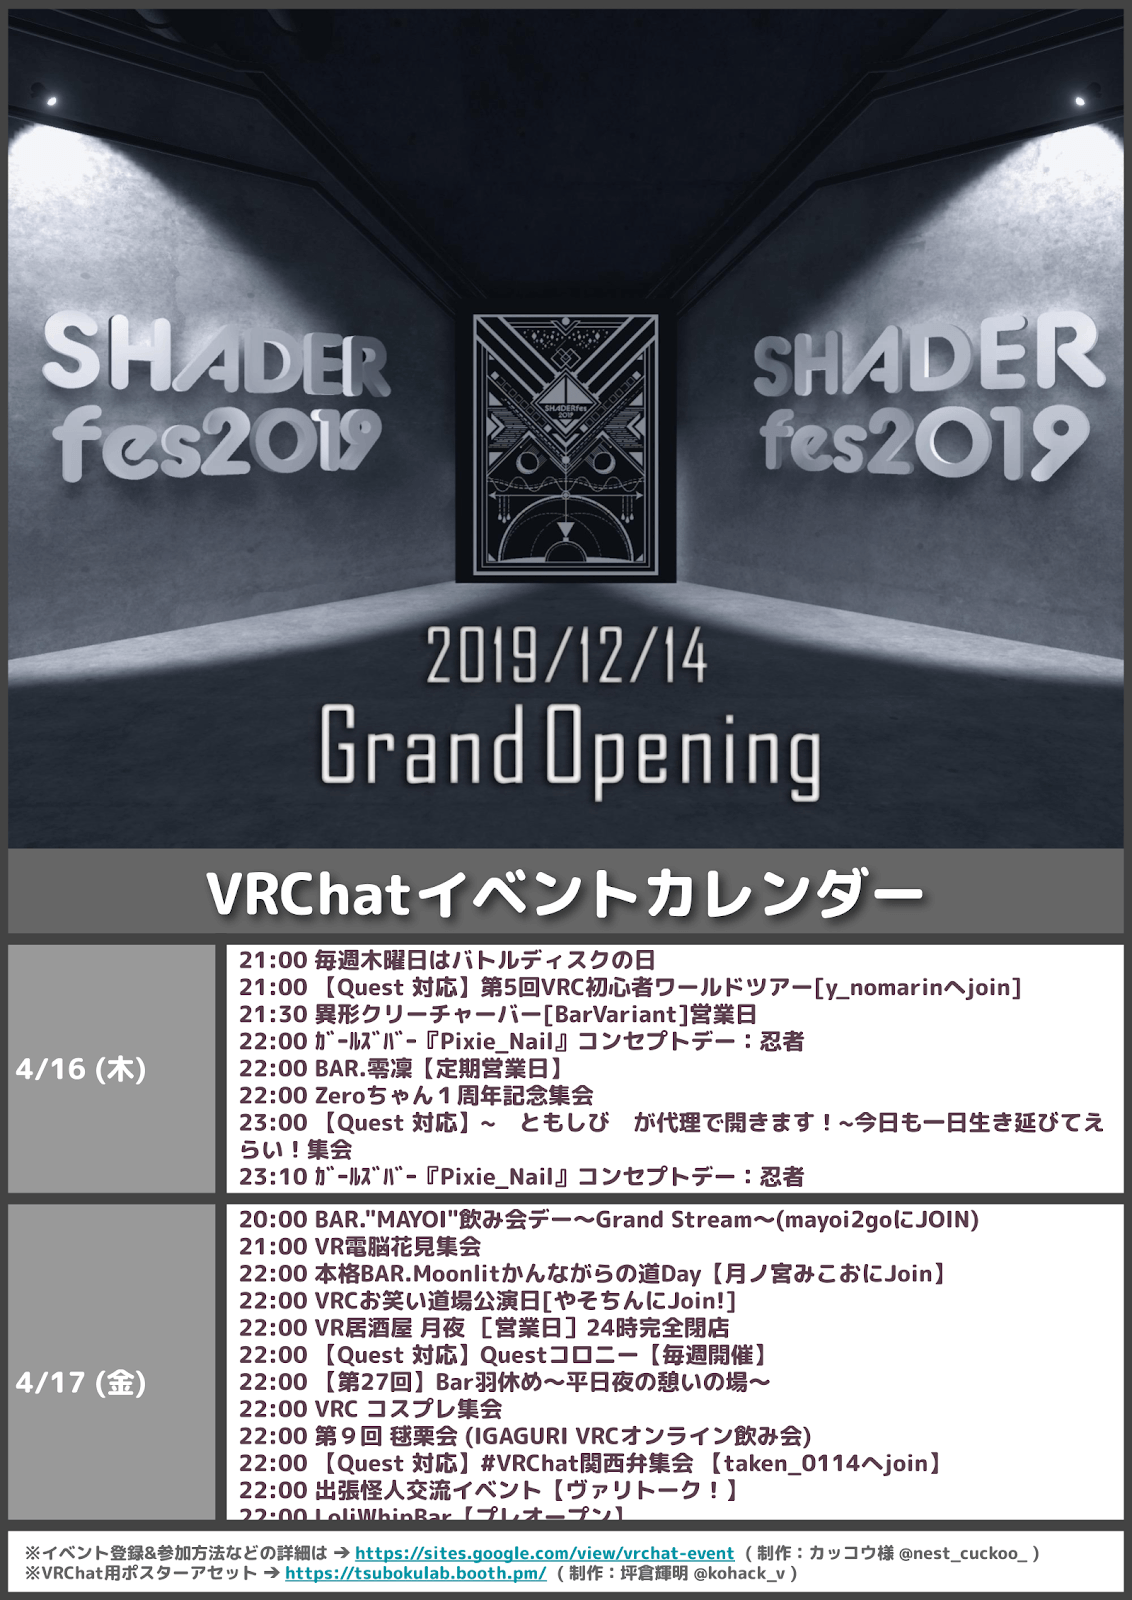 SHADER
fes2019
SHADER
fes2019
SHADERfes
2019
2019/12/14
Grand Opening
VRChatイベントカレンダー
4/16 (木)
21:00 毎週木曜日はバトルディスクの日
21:00 【Quest 対応】第5回VRC初心者ワールドツアー[y_nomarinへjoin]
21:30 異形クリーチャーバー[BarVariant]営業日
22:00 ｶﾞｰﾙｽﾞﾊﾞｰ『Pixie_Nail』コンセプトデー：忍者
22:00 BAR.零凜【定期営業日】
22:00 Zeroちゃん１周年記念集会
23:00 【Quest 対応】~　ともしび　が代理で開きます！~今日も一日生き延びてえ
らい！集会
23:10 ｶﾞｰﾙｽﾞﾊﾞｰ『Pixie_Nail』コンセプトデー：忍者
4/17 (金)
20:00 BAR."MAYOI"飲み会デー～Grand Stream～(mayoi2goにJOIN)
21:00 VR電脳花見集会
22:00 本格BAR.Moonlitかんながらの道Day【月ノ宮みこおにJoin】
22:00 VRCお笑い道場公演日[やそちんにJoin!]
22:00 VR居酒屋 月夜 ［営業日］24時完全閉店
22:00 【Quest 対応】Questコロニー【毎週開催】
22:00 【第27回】Bar羽休め～平日夜の憩いの場～
22:00 VRC コスプレ集会
22:00 第９回 毬栗会 (IGAGURI VRCオンライン飲み会)
22:00 【Quest 対応】#VRChat関西弁集会 【taken_0114へjoin】
22:00 出張怪人交流イベント【ヴァリトーク！】
22:00 LoliWhipBar【プレオープン】
※イベント登録&参加方法などの詳細は ➔ https://sites.google.com/view/vrchat-event （ 制作：カッコウ様 @nest_cuckoo_ ）
※VRChat用ポスターアセット ➔ https://tsubokulab.booth.pm/ （ 制作：坪倉輝明 @kohack_v ）